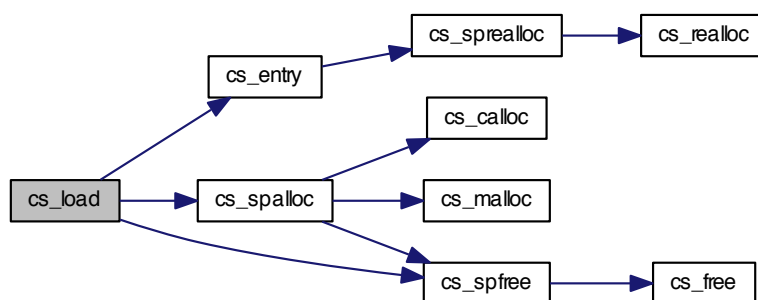 cs_sprealloc
cs_realloc
cs_entry
cs_calloc
cs_load
cs_spalloc
cs_malloc
cs_spfree
cs_free